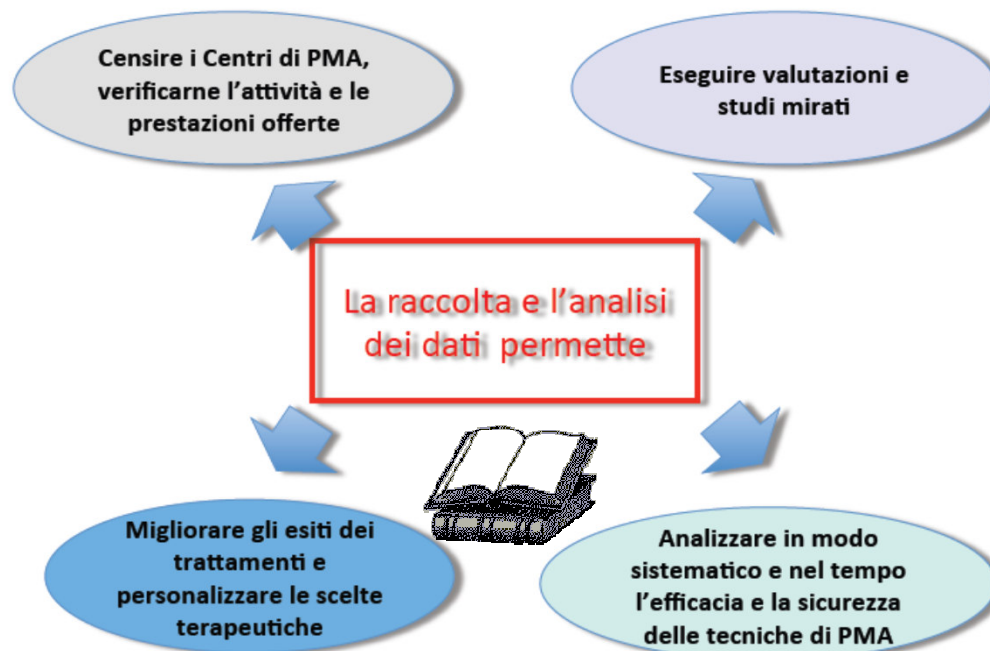 Censire i Centri di PMA,
verificarne l’attività e le
prestazioni offerte
Eseguire valutazioni e
studi mirati
La raccolta e l’analisi
dei dati permette
Migliorare gli esiti dei
trattamenti e
personalizzare le scelte
terapeutiche
Analizzare in modo
sistematico e nel tempo
l’efficacia e la sicurezza
delle tecniche di PMA